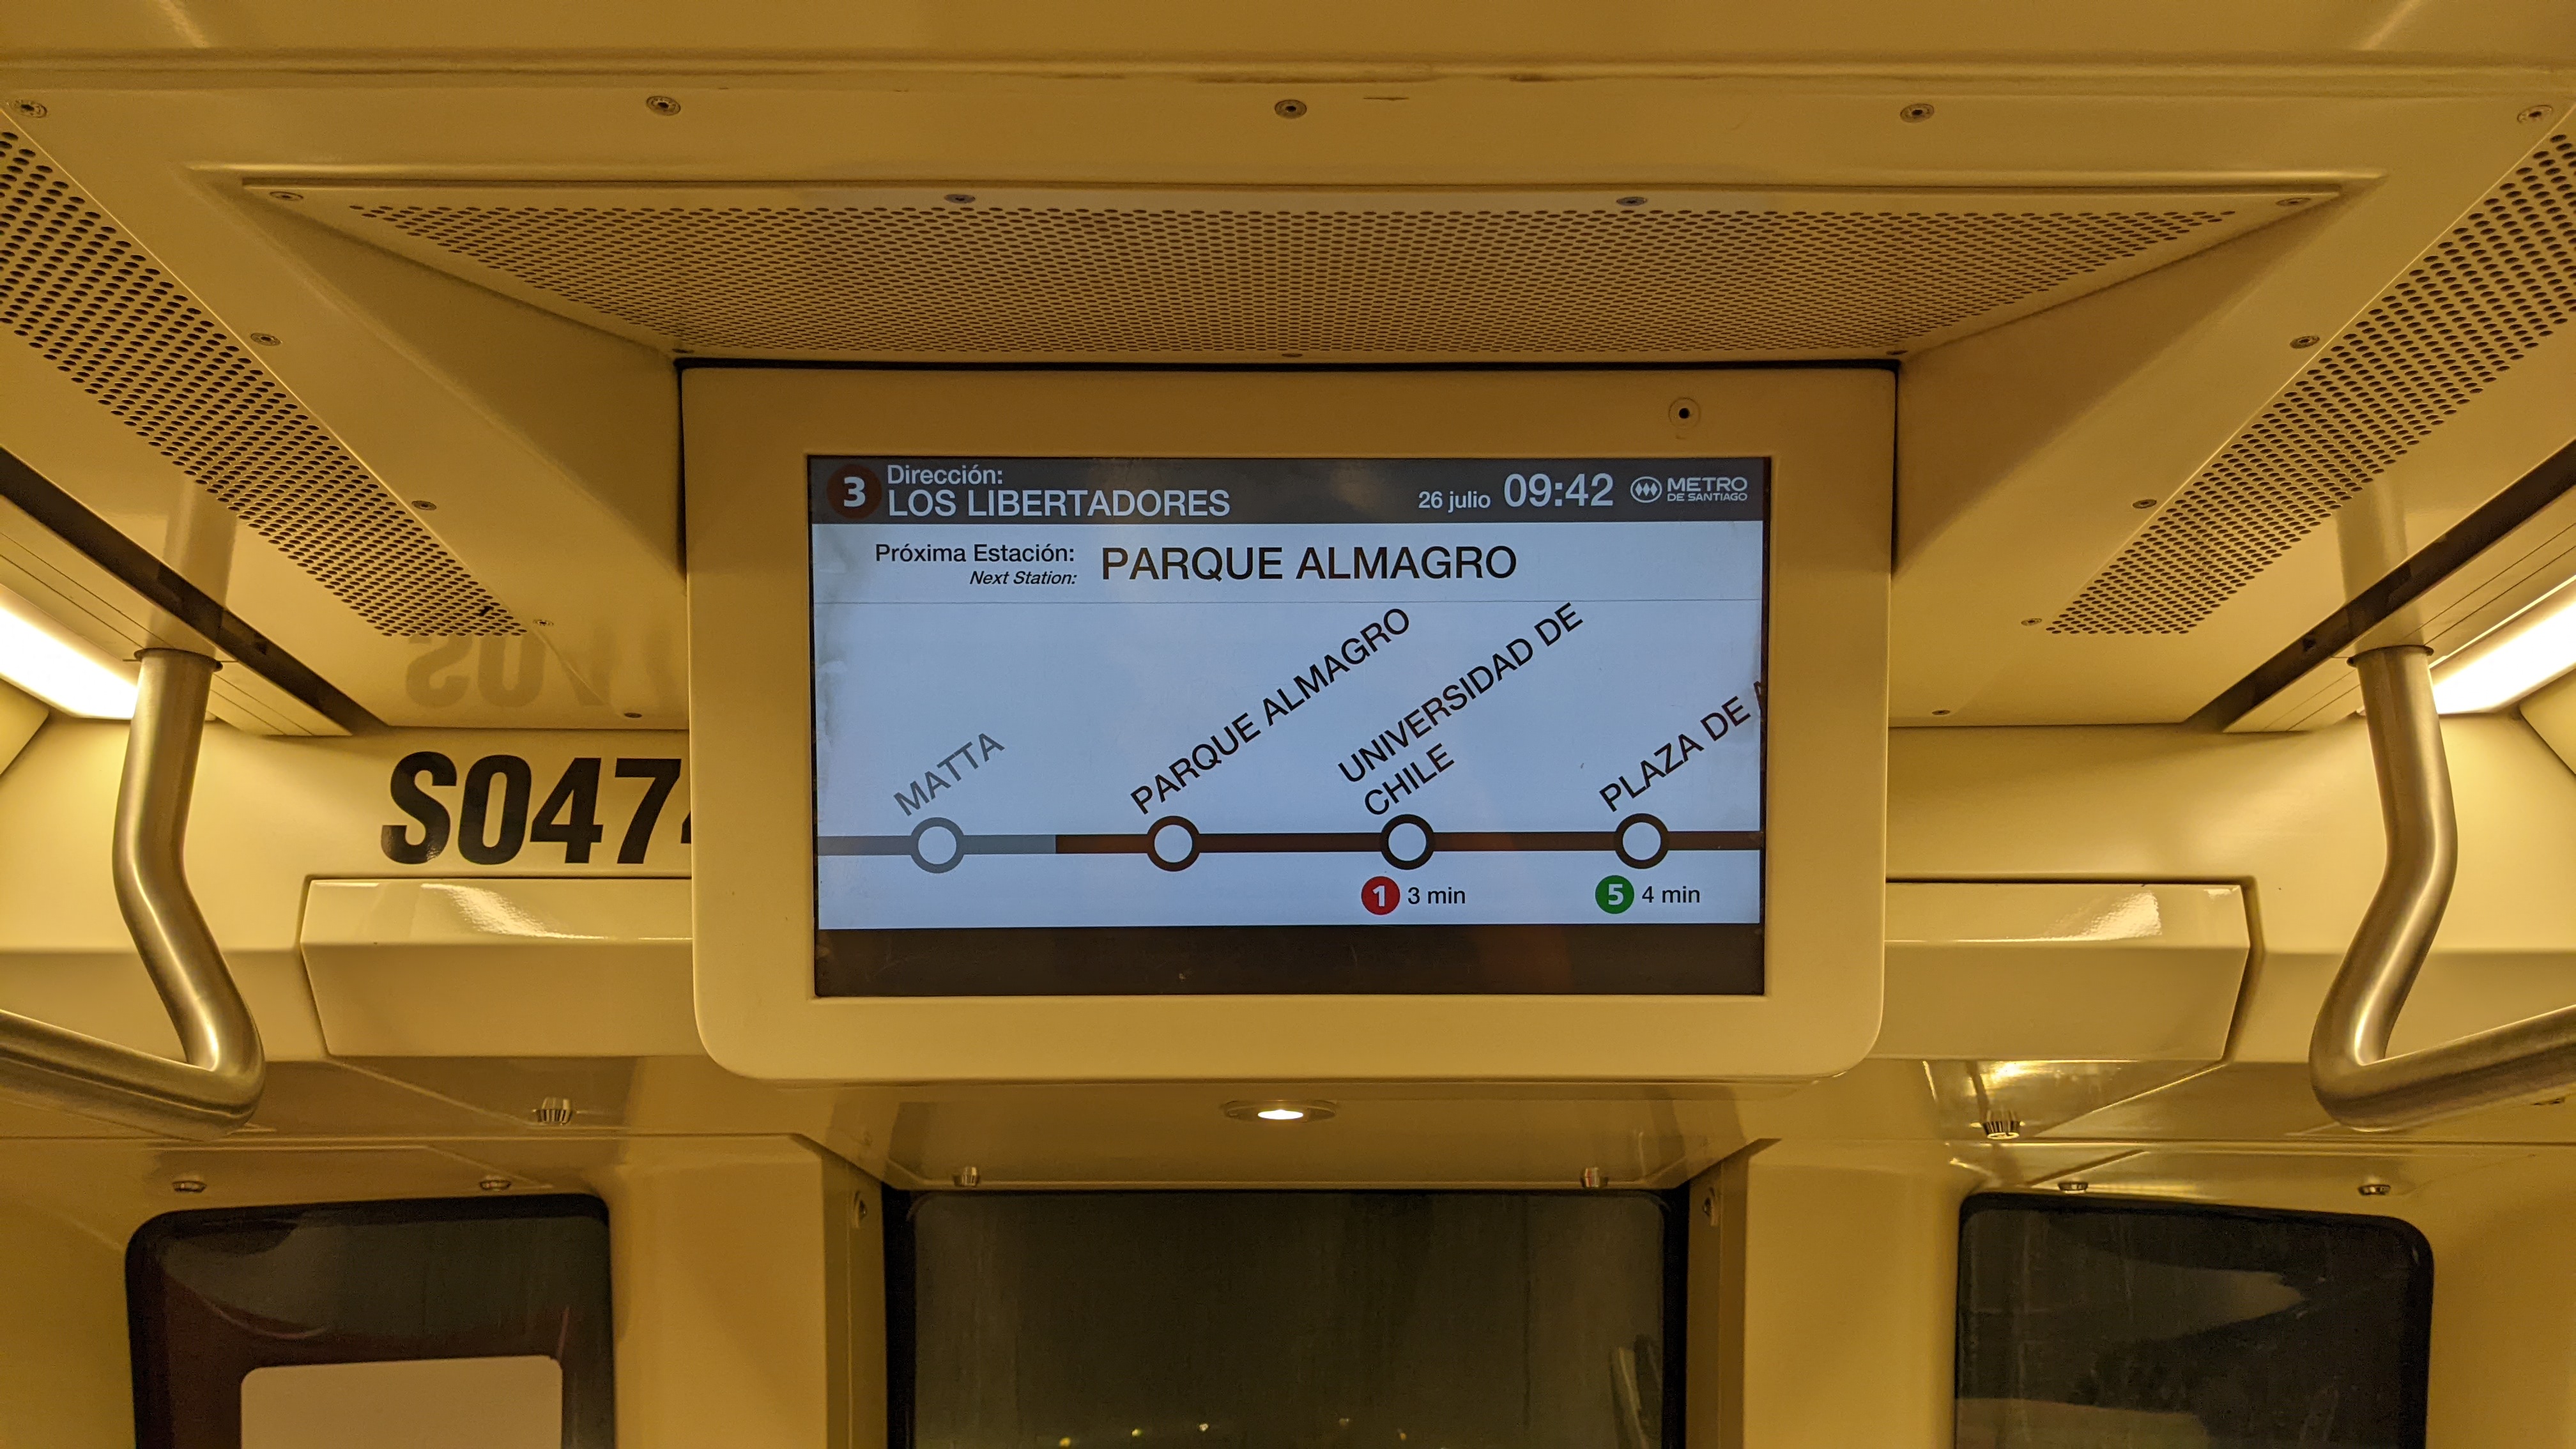 3
Dirección:
LOS LIBERTADORES
26 julio 09:42
METRO
DE SANTIAGO
Próxima Estación:
Next Station:
PARQUE ALMAGRO
MATTA
PARQUE ALMAGRO
UNIVERSIDAD DE
CHILE
PLAZA DE
1 3 min
5 4 min
S047